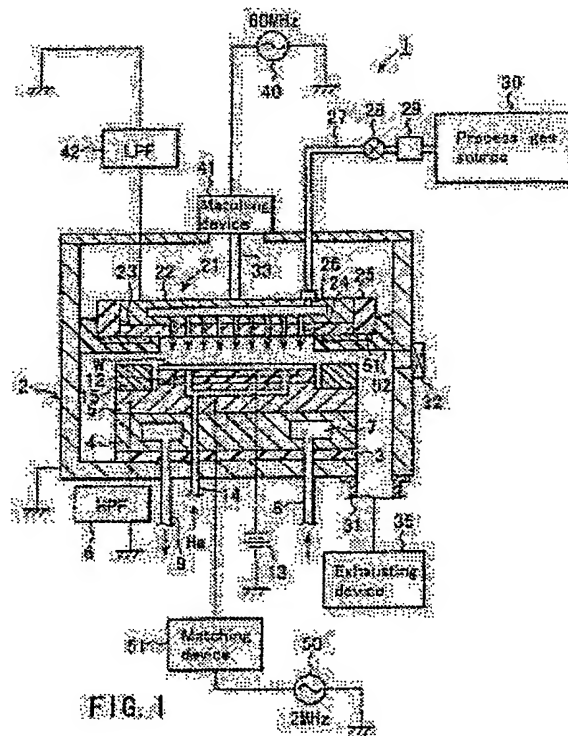 60MHz
40
1
30
27
28
29
Process gas
source
42
LPF
41
Matching
device
23
22
21
33
26
24
25
W
2
12
5
4
7
3
32
HPF
6
He
9
14
8
13
31
35
Exhausting
device
51
Matching
device
50
2MHz
FIG. 1